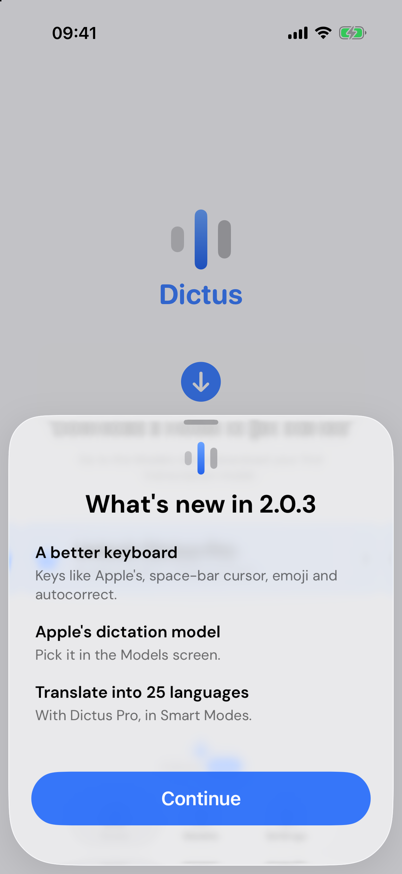 09:41
Dictus
What's new in 2.0.3
A better keyboard
Keys like Apple's, space-bar cursor, emoji and
autocorrect.
Apple's dictation model
Pick it in the Models screen.
Translate into 25 languages
With Dictus Pro, in Smart Modes.
Continue